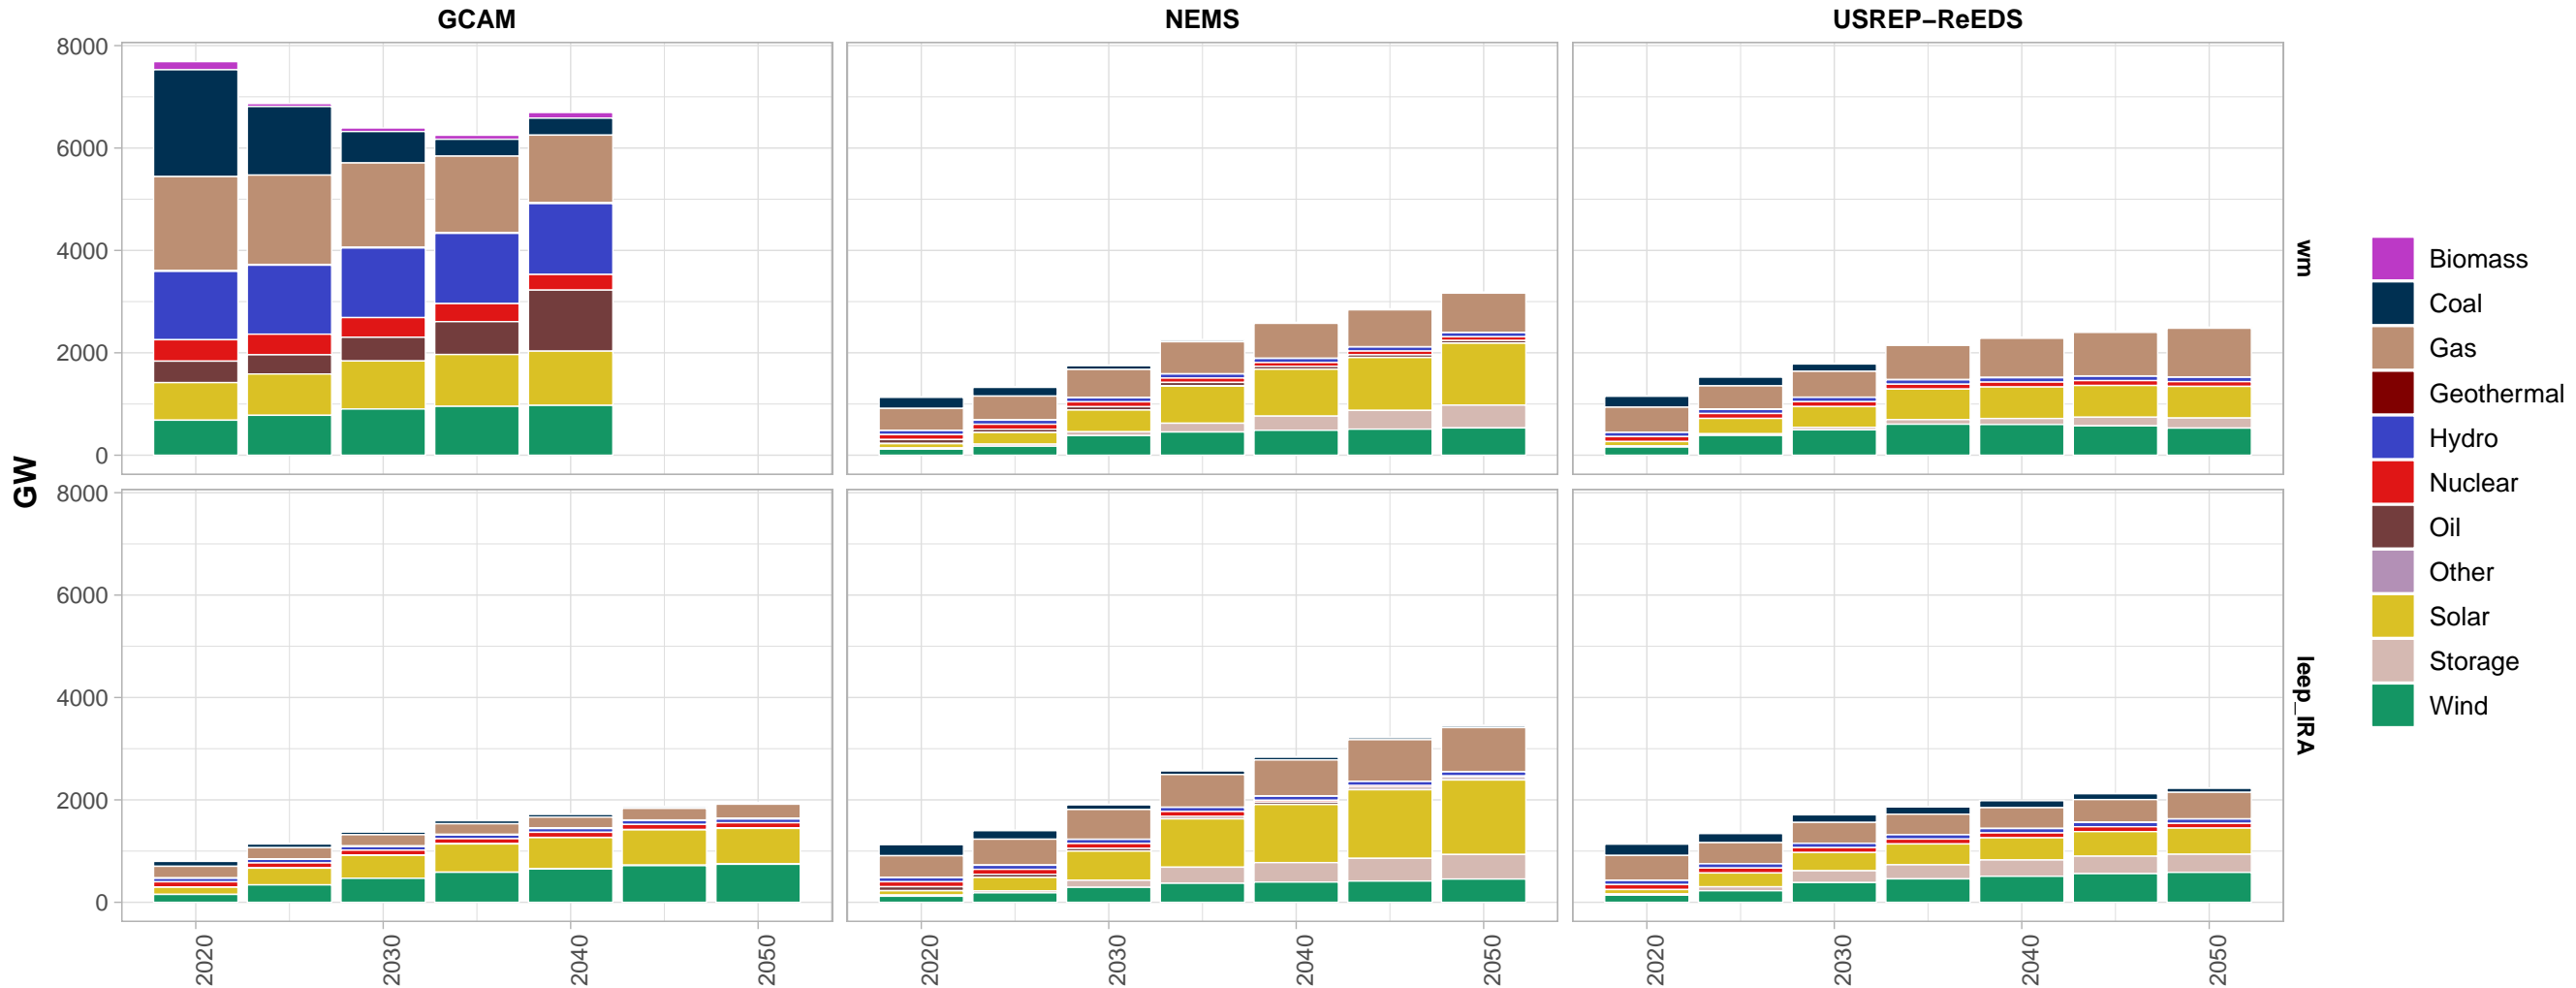 GCAM
NEMS
USREP–ReEDS
8000
6000
4000
2000
0
wm
GW
8000
6000
4000
2000
0
leep_IRA
2020
2030
2040
2050
2020
2030
2040
2050
2020
2030
2040
2050
Biomass
Coal
Gas
Geothermal
Hydro
Nuclear
Oil
Other
Solar
Storage
Wind